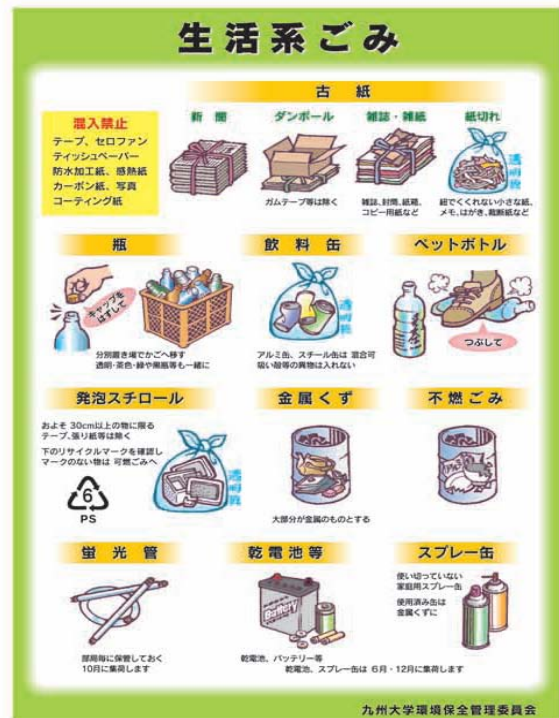 生活系ごみ
古紙
混入禁止
テープ、セロファン
ティッシュペーパー
防水加工紙、感熱紙
カーボン紙、写真
コーティング紙
新聞
ダンボール
ガムテープ等は除く
雑誌・雑紙
雑誌、封筒、紙箱、
コピー用紙など
紙切れ
透明袋
紐でくくれない小さな紙、
メモ、はがき、裁断紙など
瓶
キャップを
はずして
分別置き場でかごへ移す
透明・茶色・緑や黒瓶等も一緒に
飲料缶
透明袋
アルミ缶、スチール缶は 混合可
吸い殻等の異物は入れない
ペットボトル
つぶして
発泡スチロール
およそ 30cm以上の物に限る
テープ、張り紙等は除く
下のリサイクルマークを確認し
マークのない物は 可燃ごみへ
6
PS
透明袋
金属くず
大部分が金属のものとする
不燃ごみ
蛍光管
部局毎に保管しておく
10月に集荷します
乾電池等
Battery
乾電池、バッテリー等
乾電池、スプレー缶は 6月・12月に集荷します
スプレー缶
使い切っていない
家庭用スプレー缶
使用済み缶は
金属くずに
九州大学環境保全管理委員会